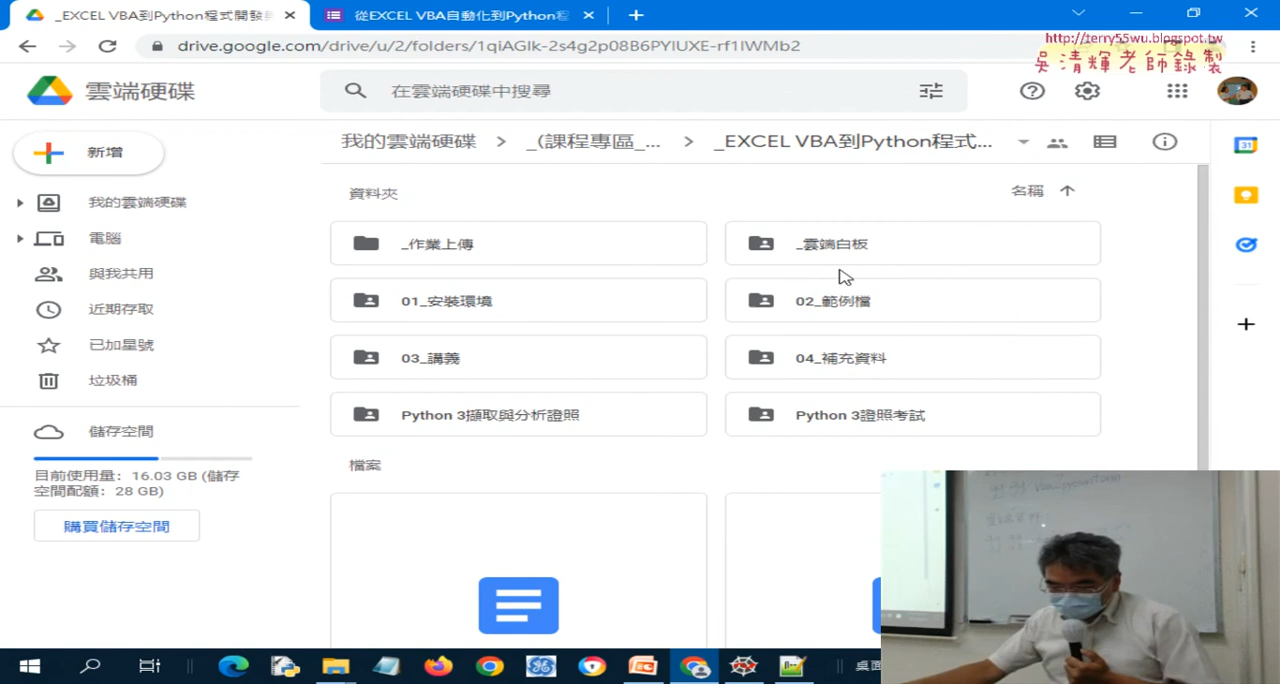 _EXCEL VBA到Python程式開發與
從EXCEL VBA自動化到Python程
drive.google.com/drive/u/2/folders/1qiAGIk-2s4g2p08B6PYIUXE-rf1IWMb2
http://terry55wu.blogspot.tw
吳清輝老師錄製
雲端硬碟
在雲端硬碟中搜尋
新增
我的雲端硬碟 > _(課程專區_... > _EXCEL VBA到Python程式...
資料夾
名稱
我的雲端硬碟
電腦
與我共用
近期存取
已加星號
垃圾桶
儲存空間
目前使用量: 16.03 GB (儲存
空間配額: 28 GB)
購買儲存空間
_作業上傳
_雲端白板
01_安裝環境
02_範例檔
03_講義
04_補充資料
Python 3擷取與分析證照
Python 3證照考試
檔案
31
桌面